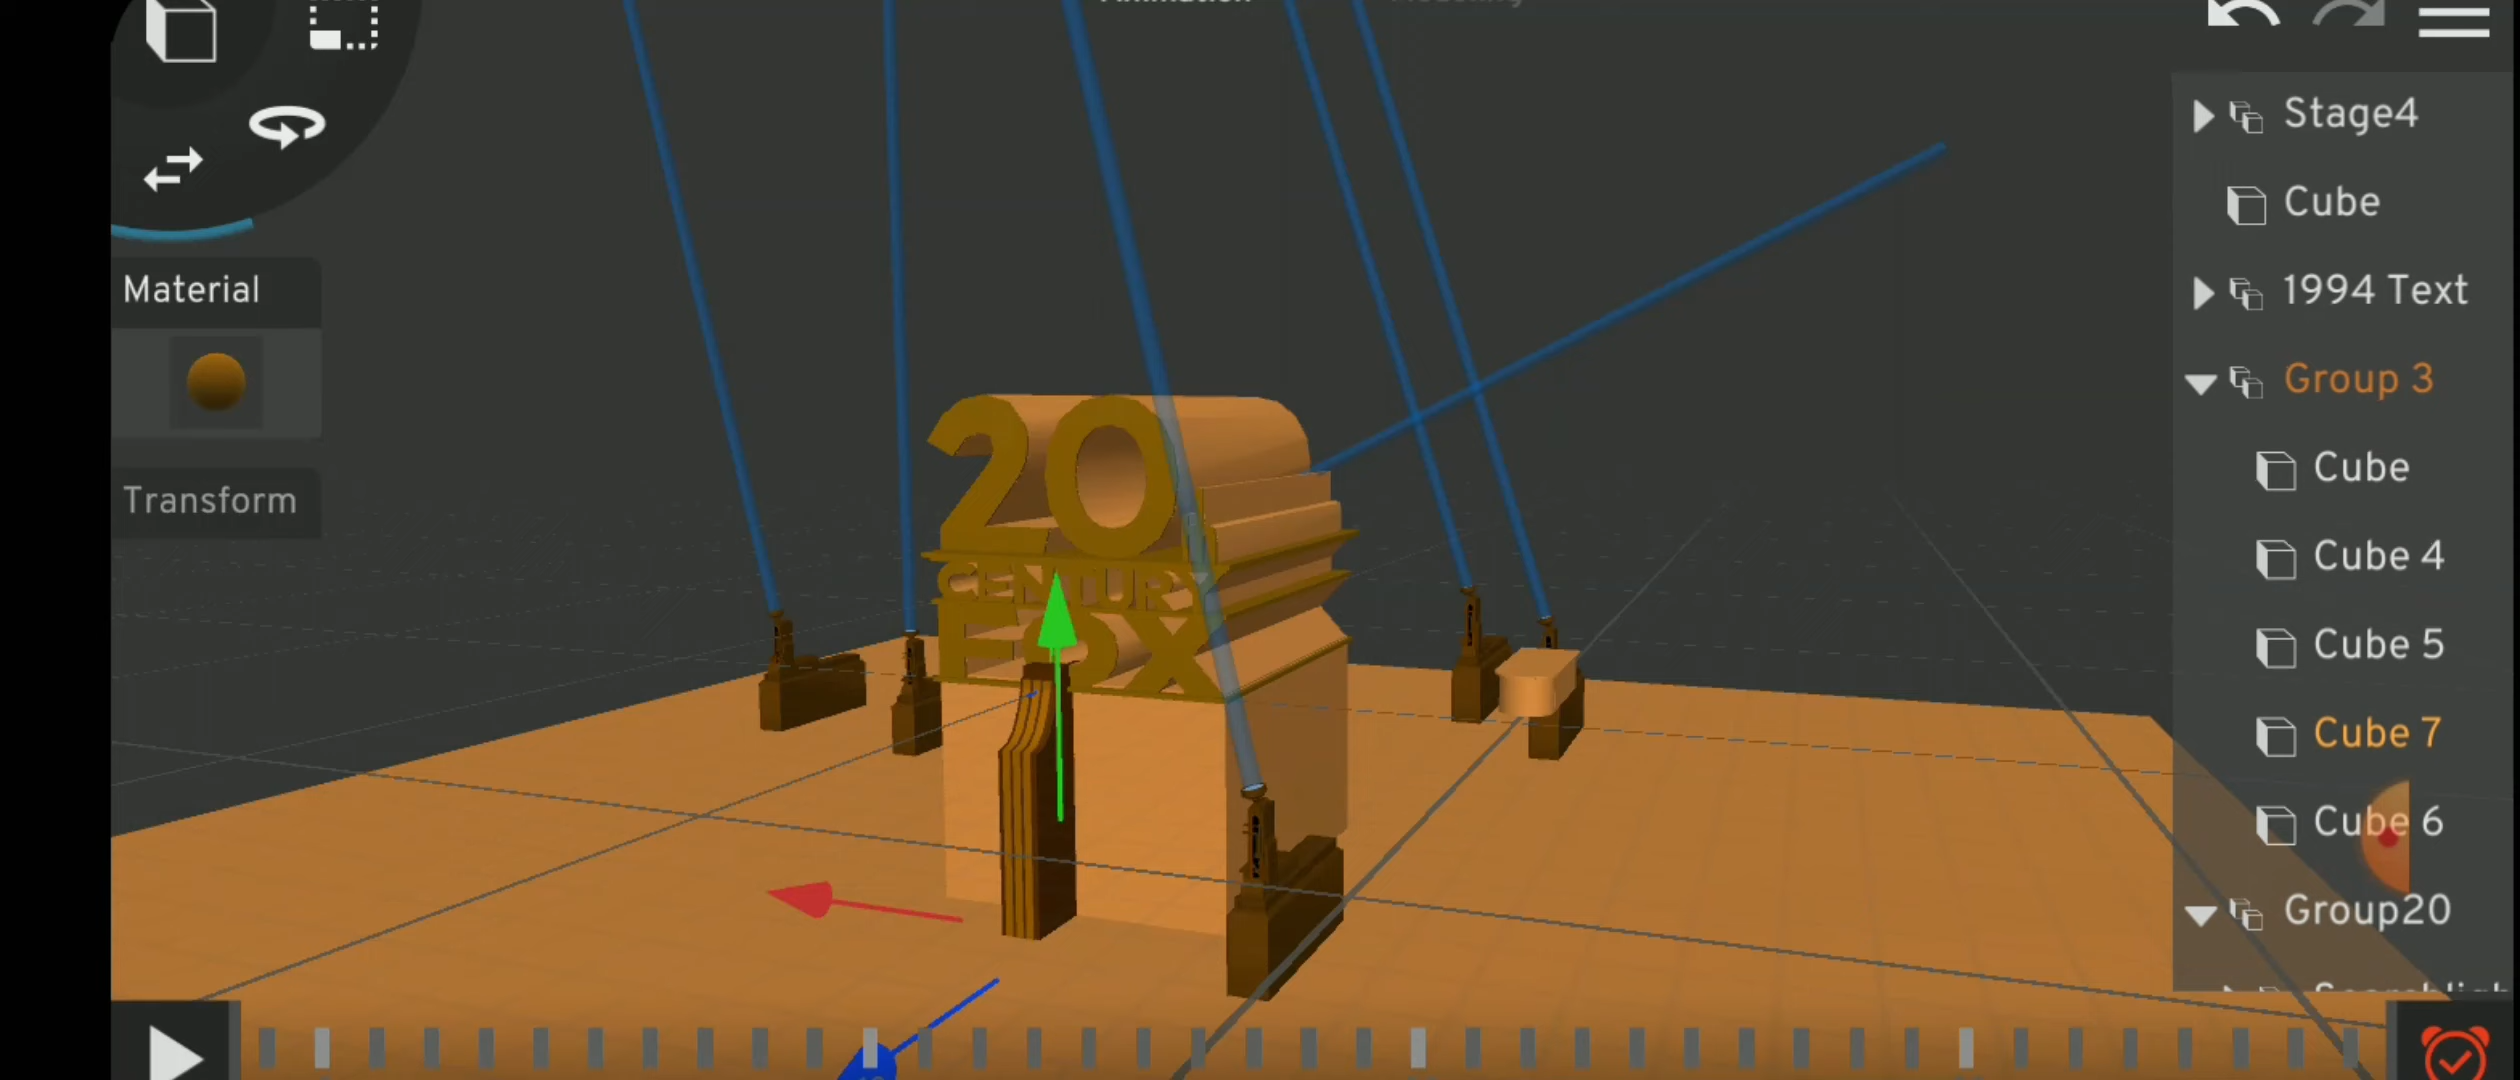 Animation
Material
Transform
Stage4
Cube
1994 Text
Group 3
Cube
Cube 4
Cube 5
Cube 7
Cube 6
Group20
20
CENTURY
FOX